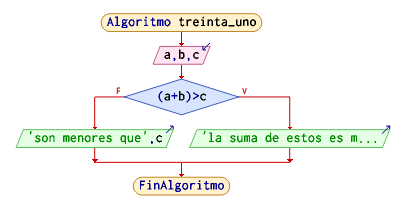 Algoritmo treinta_uno
a,b,c
(a+b)>c
F
V
'son menores que',c
'la suma de estos es m...
FinAlgoritmo